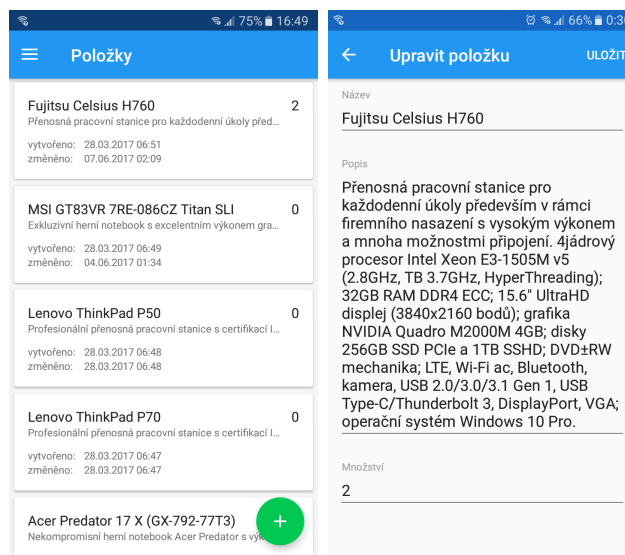 75% 16:49
Položky
Fujitsu Celsius H760 2
Přenosná pracovní stanice pro každodenní úkoly před...
vytvořeno: 28.03.2017 06:51
změněno: 07.06.2017 02:09
MSI GT83VR 7RE-086CZ Titan SLI 0
Exkluzivní herní notebook s excelentním výkonem gra...
vytvořeno: 28.03.2017 06:49
změněno: 04.06.2017 01:34
Lenovo ThinkPad P50 0
Profesionální přenosná pracovní stanice s certifikací I...
vytvořeno: 28.03.2017 06:48
změněno: 28.03.2017 06:48
Lenovo ThinkPad P70 0
Profesionální přenosná pracovní stanice s certifikací I...
vytvořeno: 28.03.2017 06:47
změněno: 28.03.2017 06:47
Acer Predator 17 X (GX-792-77T3)
Nekompromisní herní notebook Acer Predator s výk
66%
Upravit položku ULOŽIT
Název
Fujitsu Celsius H760
Popis
Přenosná pracovní stanice pro
každodenní úkoly především v rámci
firemního nasazení s vysokým výkonem
a mnoha možnostmi připojení. 4jádrový
procesor Intel Xeon E3-1505M v5
(2.8GHz, TB 3.7GHz, HyperThreading);
32GB RAM DDR4 ECC; 15.6" UltraHD
displej (3840x2160 bodů); grafika
NVIDIA Quadro M2000M 4GB; disky
256GB SSD PCIe a 1TB SSHD; DVD±RW
mechanika; LTE, Wi-Fi ac, Bluetooth,
kamera, USB 2.0/3.0/3.1 Gen 1, USB
Type-C/Thunderbolt 3, DisplayPort, VGA;
operační systém Windows 10 Pro.
Množství
2